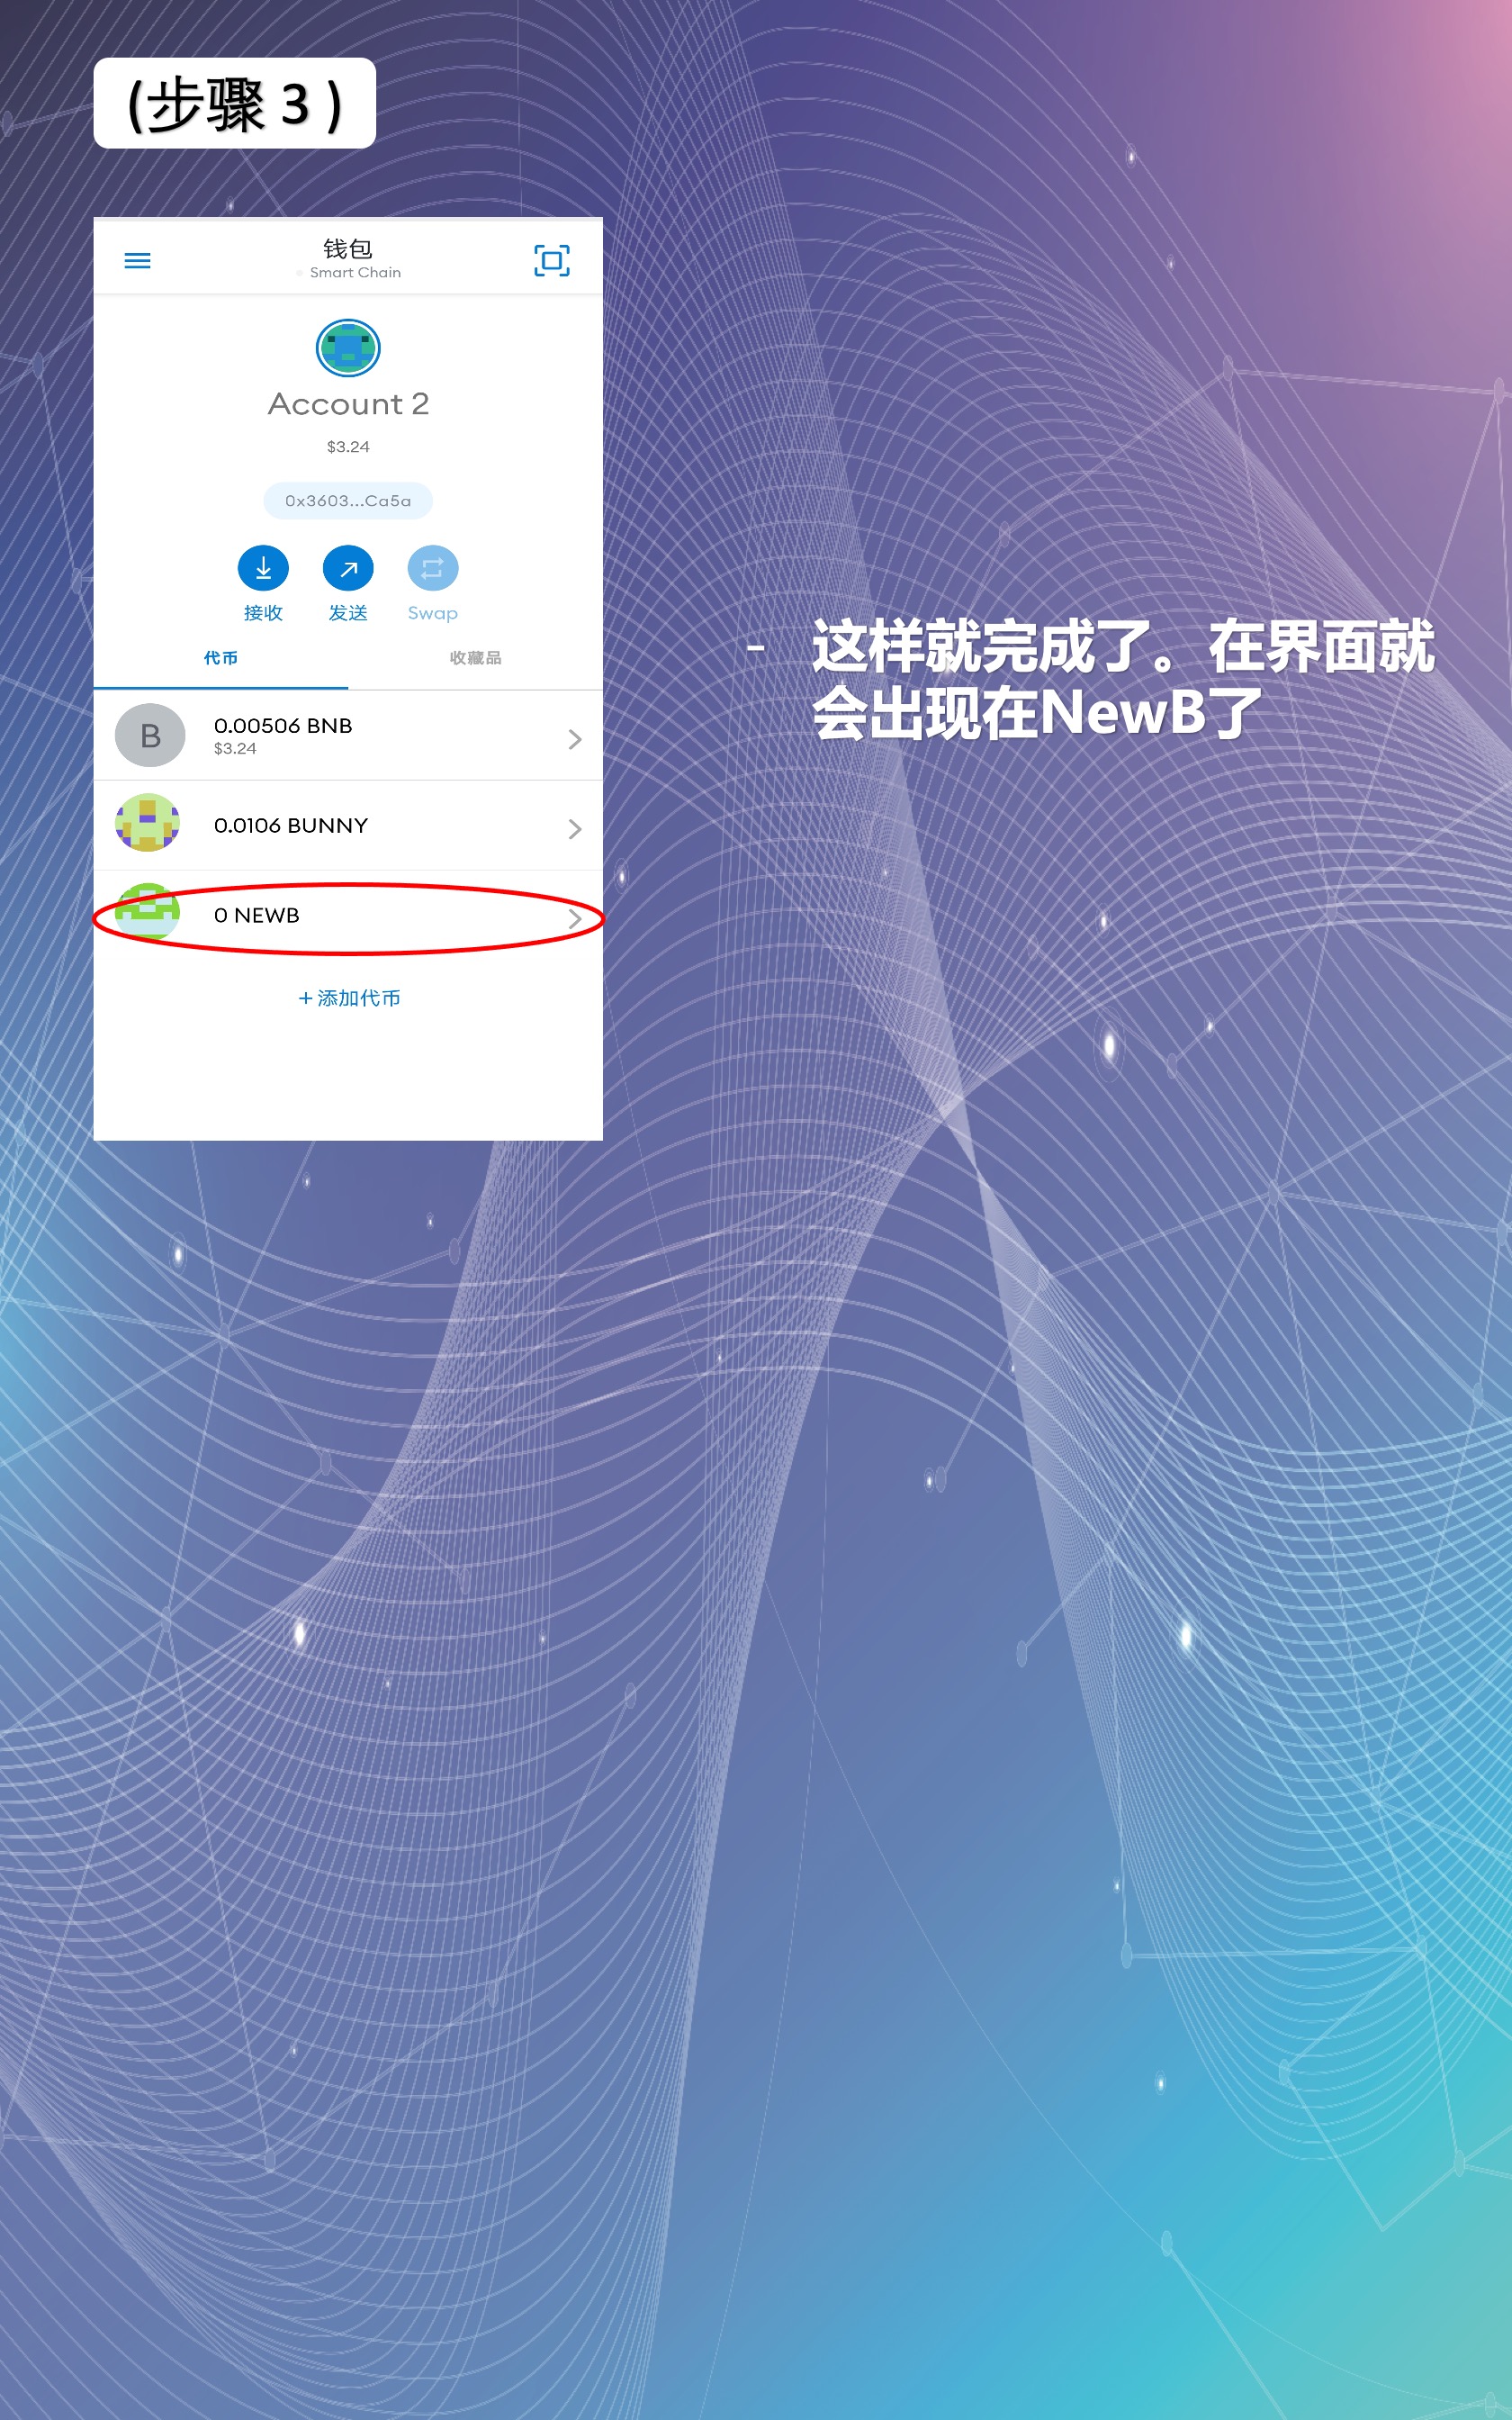 (步骤 3 )
钱包
Smart Chain
Account 2
$3.24
0x3603...Ca5a
接收 发送 Swap
代币 收藏品
B 0.00506 BNB
$3.24
0.0106 BUNNY
0 NEWB
+ 添加代币
- 这样就完成了。在界面就
会出现在NewB了